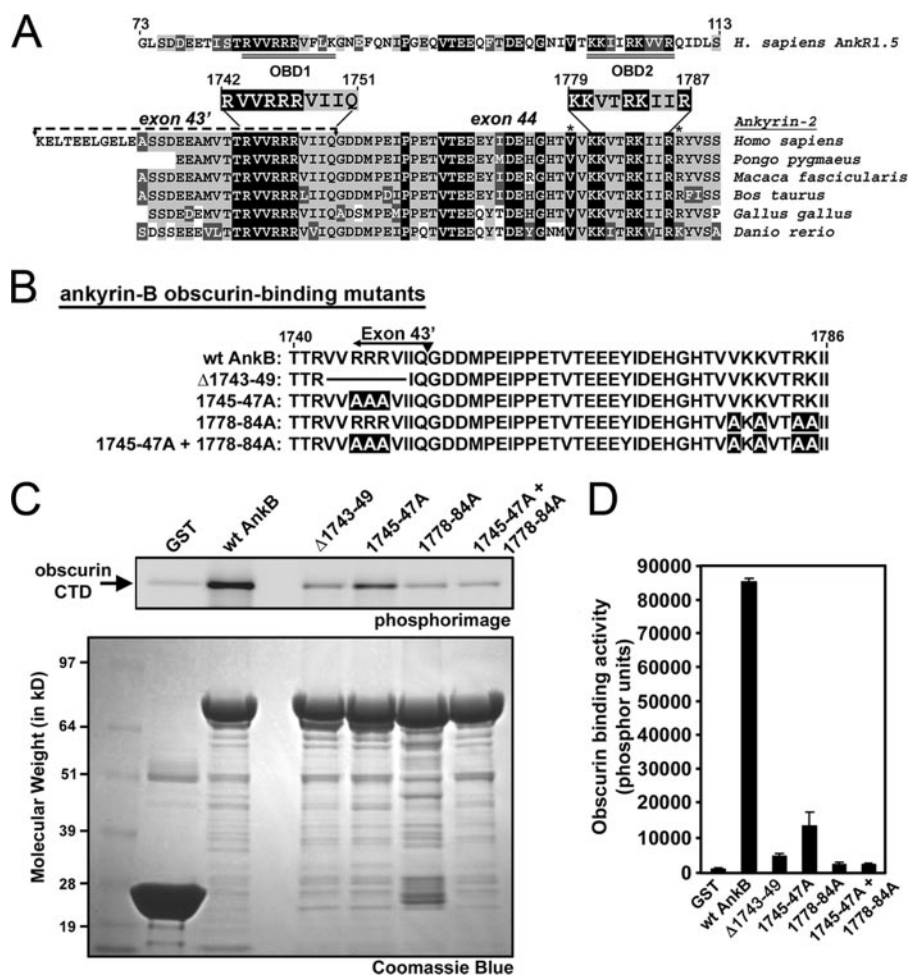 A
73 113
GLSDDEETISTRVVRRRVFLKGNEFQNIPGEQVTEEQFTDEQGNIVTKKIIRKVVRQIDLS H. sapiens AnkR1.5
OBD1 OBD2
1742 1751 1779 1787
RVVRRRVIIQ KKVTRKIIR
exon 43' exon 44 * * Ankyrin-2
KELTEELGELEASSDEEAMVTTRVVRRRVIIQGDDMPEIPPETVTEEEYIDEHGHTVVKKVTRKIIRRYVSS Homo sapiens
EEAMVTTRVVRRRVIIQGDDMPEIPPETVTEEEYIDEHGHTVVKKVTRKIIRRYVSS Pongo pygmaeus
ASSDEEAMVTTRVVRRRVIIQGDDMPEIPPETVTEEEYIDERGHTVVKKVTRKIIRRYVSS Macaca fascicularis
ASSDEEAMVTTRVVRRRLIIQGDDMPDIPPETVTEEEYIDEHGHTVVKKVTRKIIRRFISS Bos taurus
SSDEDEMVTTRVVRRRVIIQADSMPEMPPETVTEEQYTDEHGHTVVKKVTRKIIRRYVSP Gallus gallus
SDSSEEEVLTTRVVRRRVVIQGDDMPEIPPQTVTEEQYTDEYGNMVVKKITRKVIRKYVSA Danio rerio
B
ankyrin-B obscurin-binding mutants
1740 Exon 43' 1786
wt AnkB: TTRVVRRRVIIQGDDMPEIPPETVTEEEYIDEHGHTVVKKVTRKII
Δ1743-49: TTR IQGDDMPEIPPETVTEEEYIDEHGHTVVKKVTRKII
1745-47A: TTRVVAAAVIIQGDDMPEIPPETVTEEEYIDEHGHTVVKKVTRKII
1778-84A: TTRVVRRRVIIQGDDMPEIPPETVTEEEYIDEHGHTVAKAVTAAII
1745-47A + 1778-84A: TTRVVAAAVIIQGDDMPEIPPETVTEEEYIDEHGHTVAKAVTAAII
C
GST
wt AnkB
Δ1743-49
1745-47A
1778-84A
1745-47A +
1778-84A
obscurin
CTD
phosphorimage
Molecular Weight (in kD)
97
64
51
39
28
19
Coomassie Blue
D
Obscurin binding activity
(phosphor units)
90000
80000
70000
60000
50000
40000
30000
20000
10000
0
GST
wt AnkB
Δ1743-49
1745-47A
1778-84A
1745-47A +
1778-84A